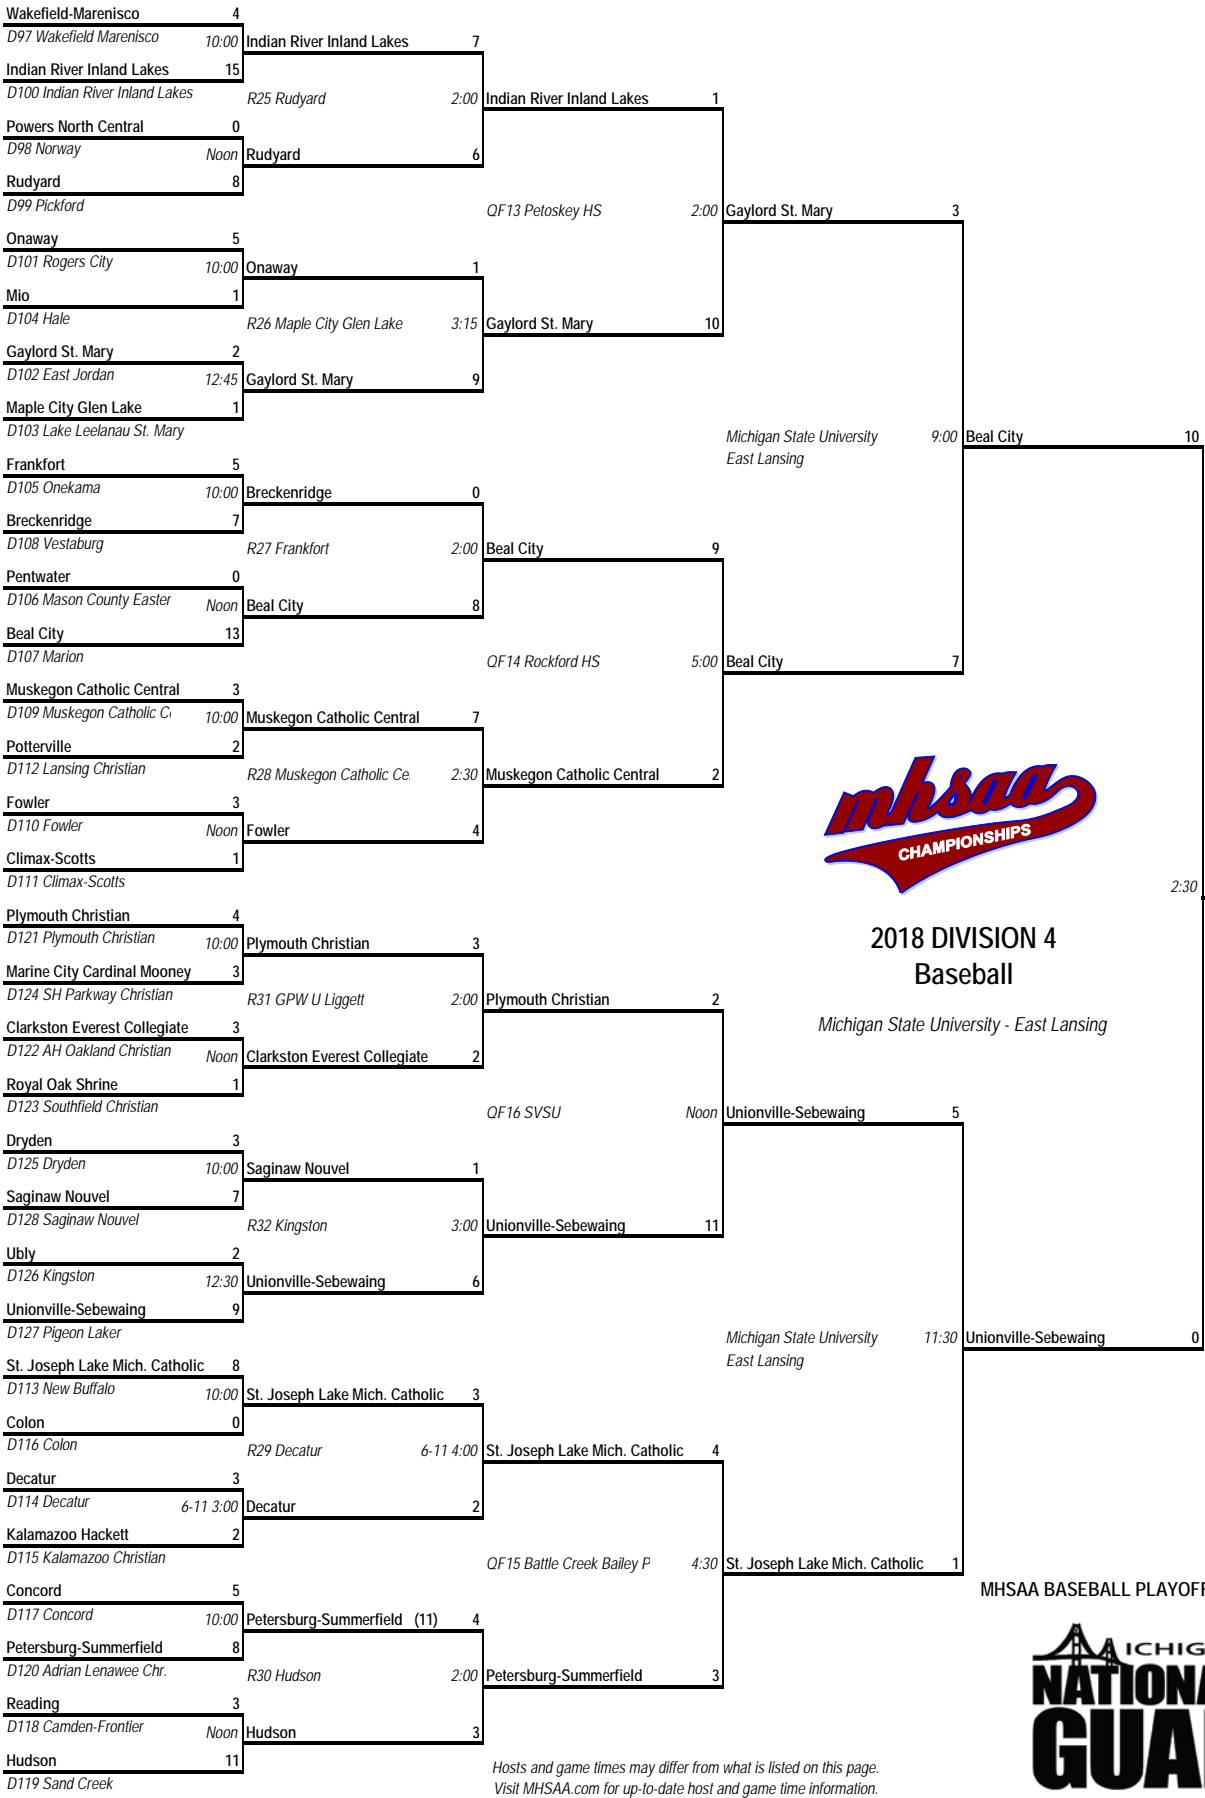 Wakefield-Marenisco 4
D97 Wakefield Marenisco
10:00 Indian River Inland Lakes 7
Indian River Inland Lakes 15
D100 Indian River Inland Lakes
R25 Rudyard 2:00 Indian River Inland Lakes 1
Powers North Central 0
D98 Norway
Noon Rudyard 6
Rudyard 8
D99 Pickford
QF13 Petoskey HS 2:00 Gaylord St. Mary 3
Onaway 5
D101 Rogers City
10:00 Onaway 1
Mio 1
D104 Hale
R26 Maple City Glen Lake 3:15 Gaylord St. Mary 10
Gaylord St. Mary 2
D102 East Jordan
12:45 Gaylord St. Mary 9
Maple City Glen Lake 1
D103 Lake Leelanau St. Mary
Michigan State University 9:00 Beal City 10
East Lansing
Frankfort 5
D105 Onekama
10:00 Breckenridge 0
Breckenridge 7
D108 Vestaburg
R27 Frankfort 2:00 Beal City 9
Pentwater 0
D106 Mason County Easter
Noon Beal City 8
Beal City 13
D107 Marion
QF14 Rockford HS 5:00 Beal City 7
Muskegon Catholic Central 3
D109 Muskegon Catholic C
10:00 Muskegon Catholic Central 7
Potterville 2
D112 Lansing Christian
R28 Muskegon Catholic Ce 2:30 Muskegon Catholic Central 2
Fowler 3
D110 Fowler
Noon Fowler 4
Climax-Scotts 1
D111 Climax-Scotts
mhsaa
CHAMPIONSHIPS
2:30
2018 DIVISION 4
Baseball
Michigan State University - East Lansing
Plymouth Christian 4
D121 Plymouth Christian
10:00 Plymouth Christian 3
Marine City Cardinal Mooney 3
D124 SH Parkway Christian
R31 GPW U Liggett 2:00 Plymouth Christian 2
Clarkston Everest Collegiate 3
D122 AH Oakland Christian
Noon Clarkston Everest Collegiate 2
Royal Oak Shrine 1
D123 Southfield Christian
QF16 SVSU Noon Unionville-Sebewaing 5
Dryden 3
D125 Dryden
10:00 Saginaw Nouvel 1
Saginaw Nouvel 7
D128 Saginaw Nouvel
R32 Kingston 3:00 Unionville-Sebewaing 11
Ubly 2
D126 Kingston
12:30 Unionville-Sebewaing 6
Unionville-Sebewaing 9
D127 Pigeon Laker
Michigan State University 11:30 Unionville-Sebewaing 0
East Lansing
St. Joseph Lake Mich. Catholic 8
D113 New Buffalo
10:00 St. Joseph Lake Mich. Catholic 3
Colon 0
D116 Colon
R29 Decatur 6-11 4:00 St. Joseph Lake Mich. Catholic 4
Decatur 3
D114 Decatur
6-11 3:00 Decatur 2
Kalamazoo Hackett 2
D115 Kalamazoo Christian
QF15 Battle Creek Bailey P 4:30 St. Joseph Lake Mich. Catholic 1
Concord 5
D117 Concord
10:00 Petersburg-Summerfield (11) 4
Petersburg-Summerfield 8
D120 Adrian Lenawee Chr.
R30 Hudson 2:00 Petersburg-Summerfield 3
Reading 3
D118 Camden-Frontier
Noon Hudson 3
Hudson 11
D119 Sand Creek
MHSAA BASEBALL PLAYOFF
ICHIG
NATIONA
GUA
Hosts and game times may differ from what is listed on this page.
Visit MHSAA.com for up-to-date host and game time information.